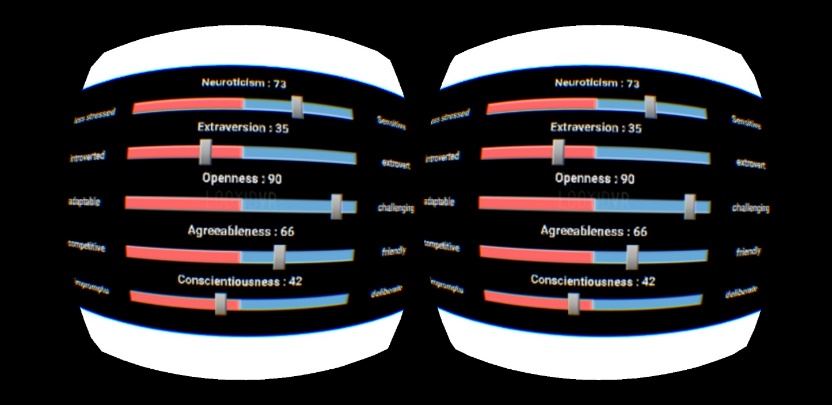 Neuroticism : 73
less stressed Sensitive
Extraversion : 35
introverted extrovert
Openness : 90
adaptable challenging
Agreeableness : 66
competitive friendly
Conscientiousness : 42
impromptu deliberate
Neuroticism : 73
less stressed Sensitive
Extraversion : 35
introverted extrovert
Openness : 90
adaptable challenging
Agreeableness : 66
competitive friendly
Conscientiousness : 42
impromptu deliberate